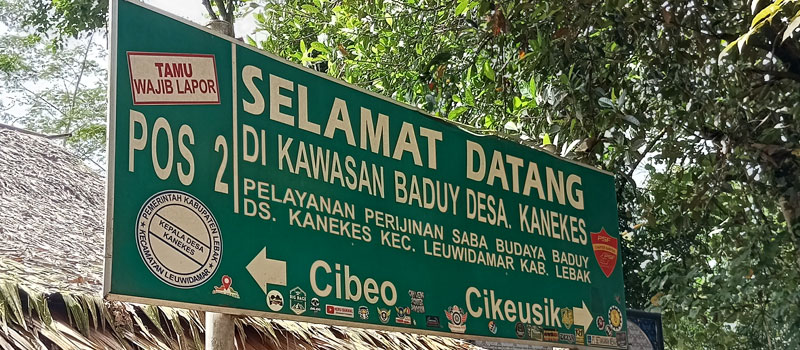 TAMU
WAJIB LAPOR
POS 2
PEMERINTAH KABUPATEN LEBAK
KEPALA DESA
KANEKES
KECAMATAN LEUWIDAMAR
SELAMAT DATANG
DI KAWASAN BADUY DESA. KANEKES
PELAYANAN PERIJINAN SABA BUDAYA BADUY
DS. KANEKES KEC. LEUWIDAMAR KAB. LEBAK
Cibeo
Cikeusik